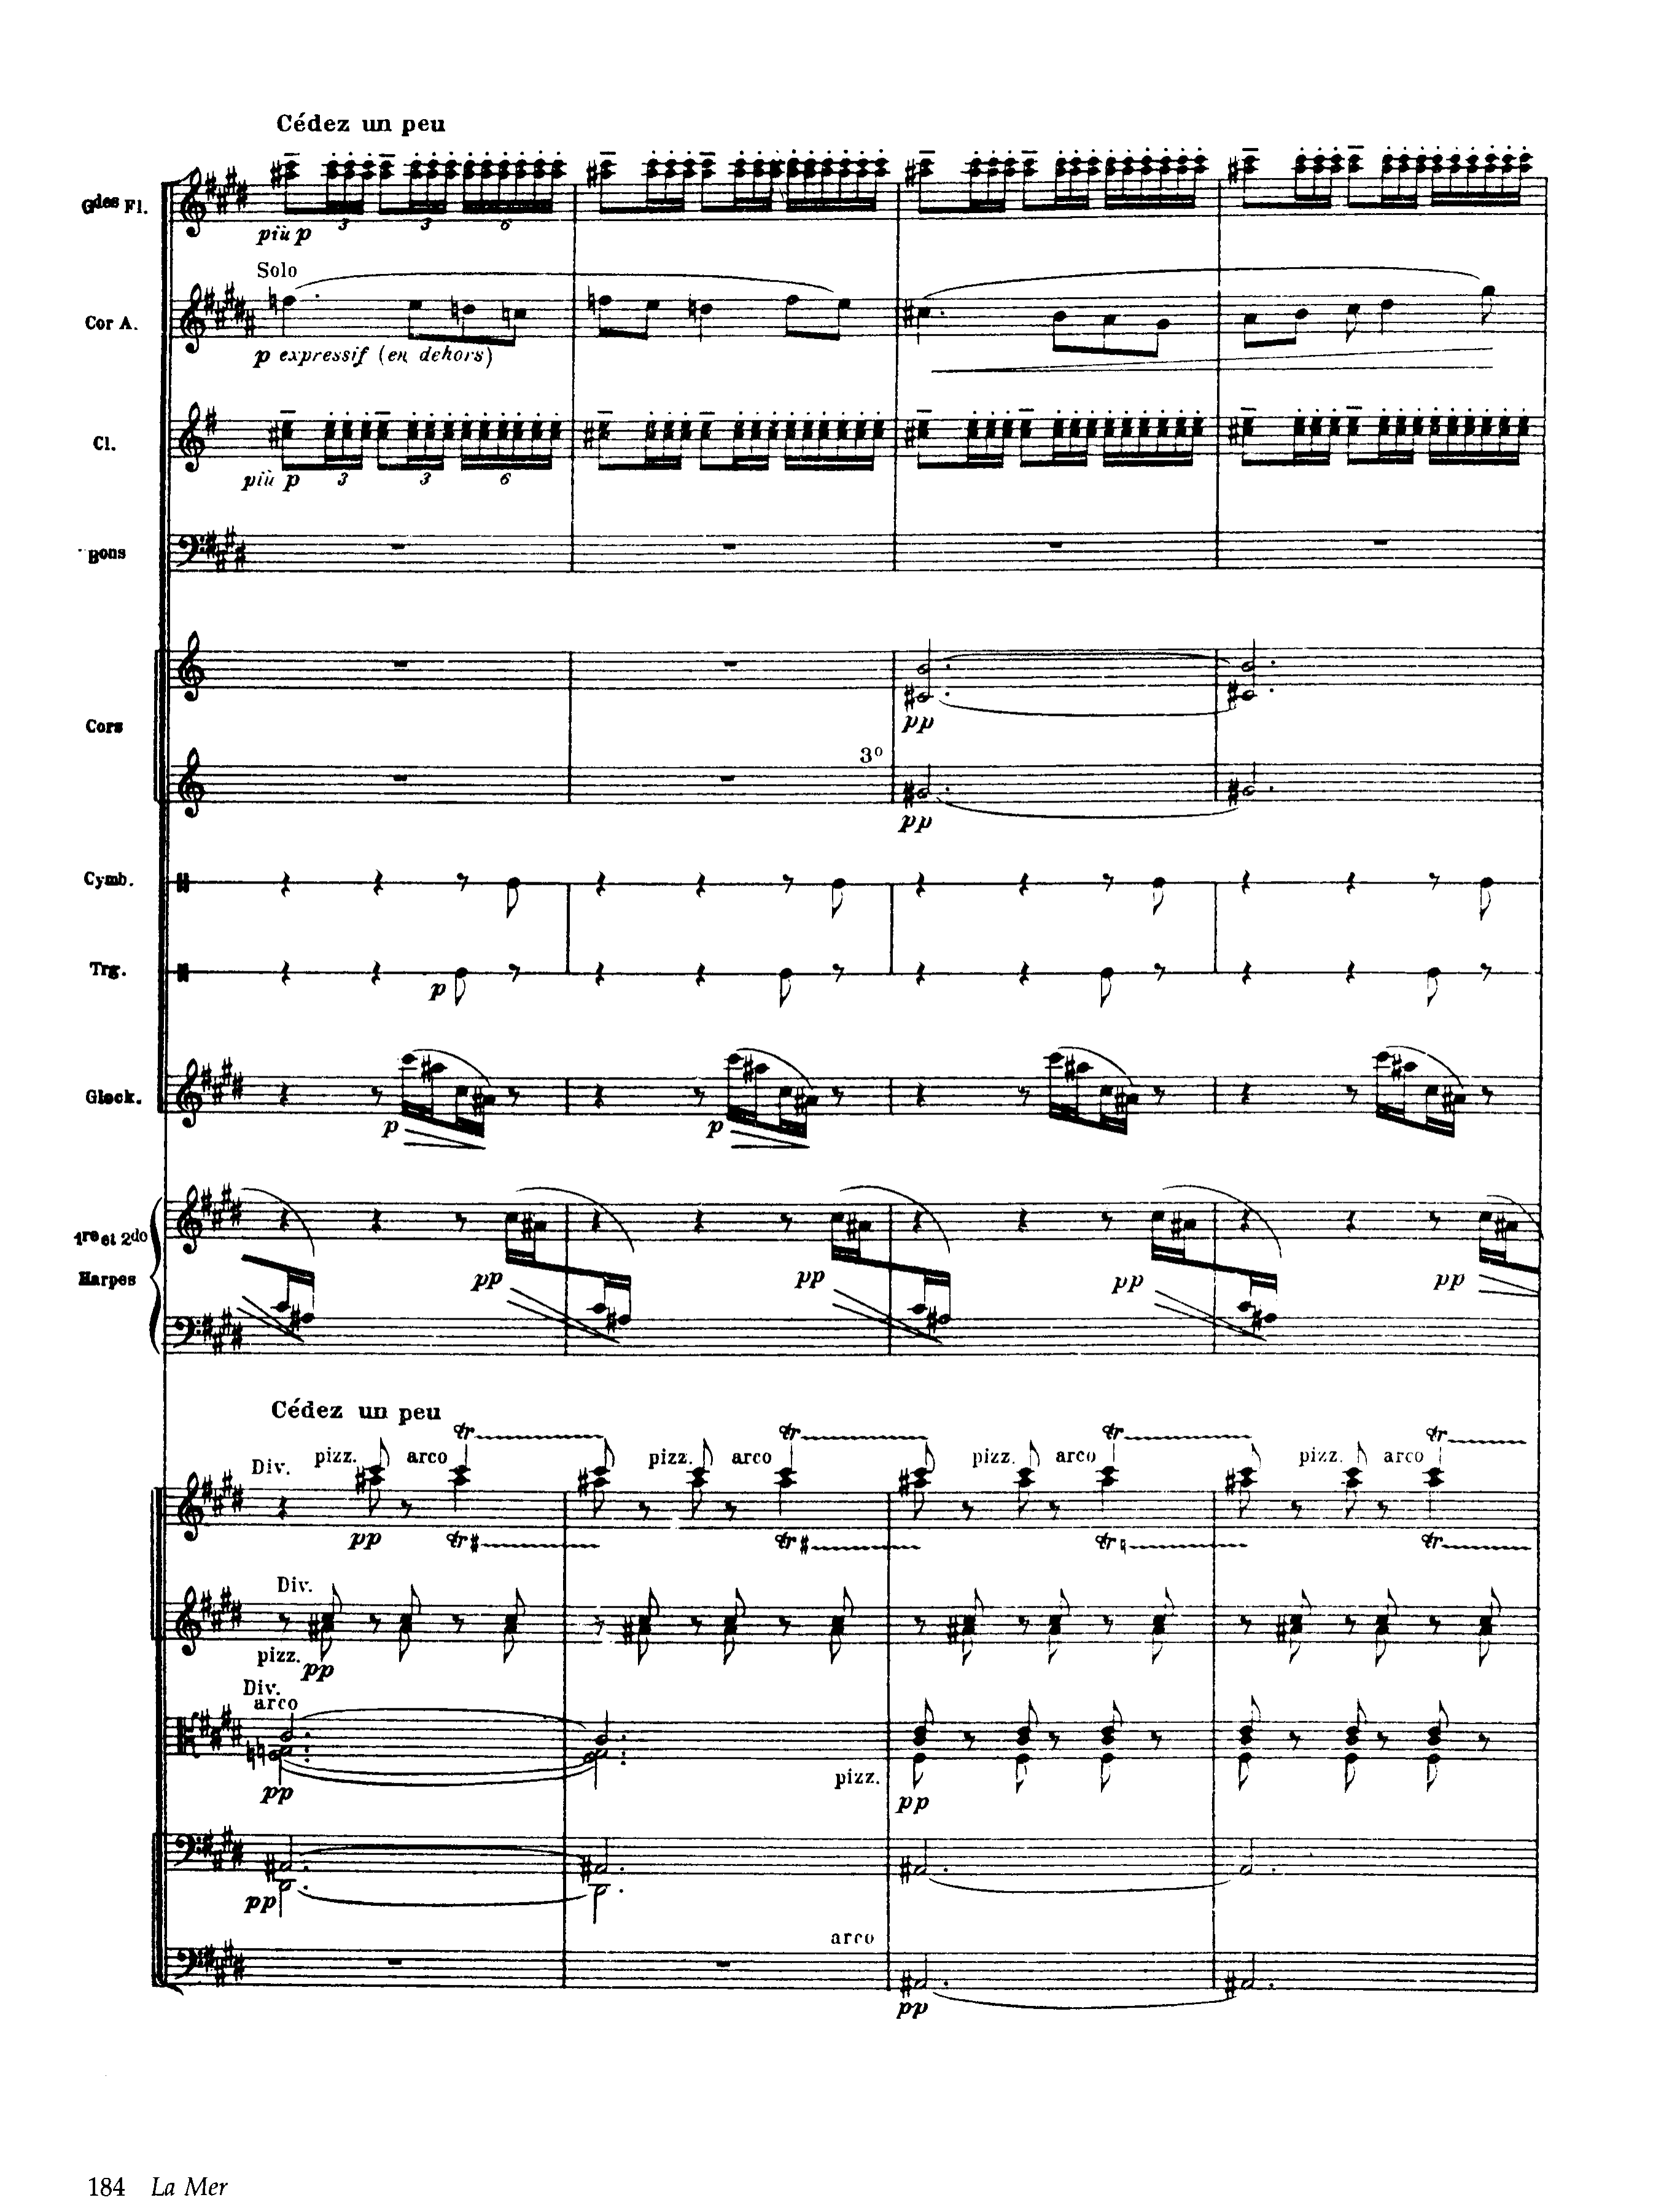 Cédez un peu
Gdes Fl.
3 3 6
più p
Solo
Cor A.
p expressif (en dehors)
Cl.
più p 3 3 6
Bons
pp
Cors
3o
pp
Cymb.
Trg.
p
Glock.
p p
1re et 2do
Harpes
pp pp pp pp
Cédez un peu
tr tr tr tr
Div. pizz. arco pizz. arco pizz. arco pizz. arco
pp tr tr tr tr
Div.
pizz. pp
Div.
arco
pizz.
pp pp
pp
arco
pp
184 La Mer